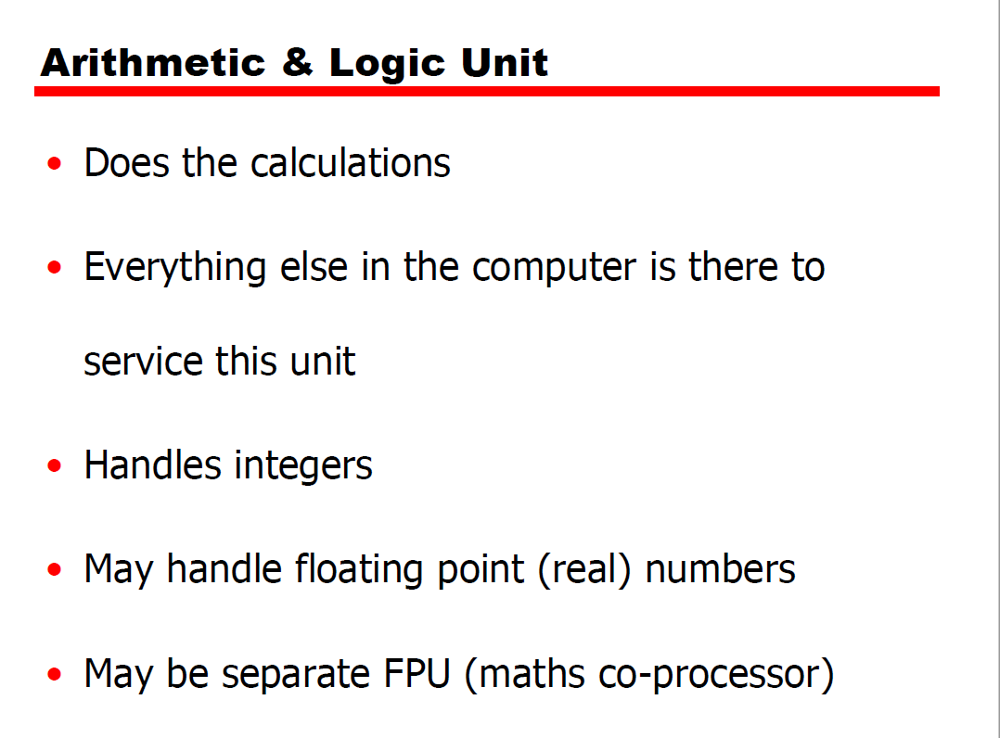 Arithmetic & Logic Unit
• Does the calculations
• Everything else in the computer is there to
service this unit
• Handles integers
• May handle floating point (real) numbers
• May be separate FPU (maths co-processor)